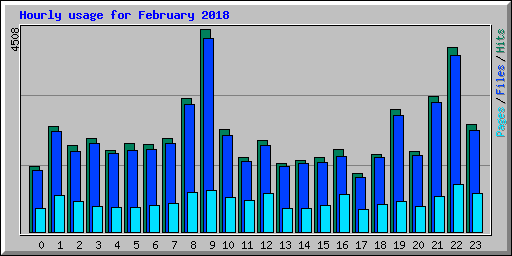 Hourly usage for February 2018
4508
Pages/Files/Hits
0 1 2 3 4 5 6 7 8 9 10 11 12 13 14 15 16 17 18 19 20 21 22 23